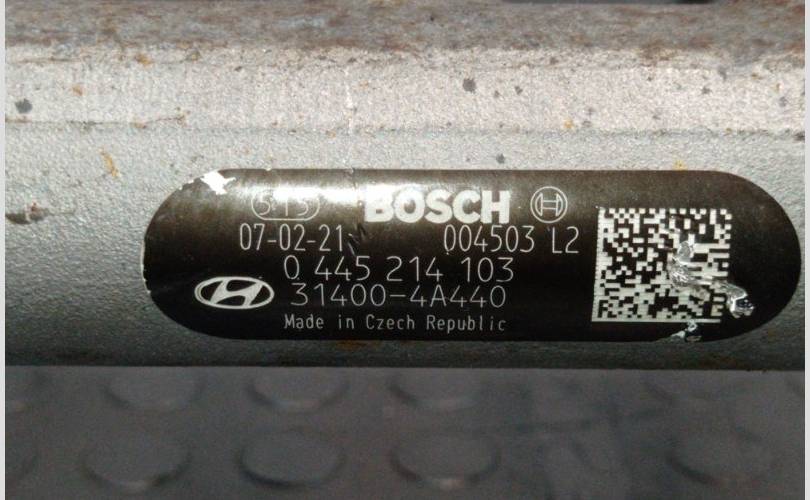 515 BOSCH
07-02-21 004503 L2
0 445 214 103
31400-4A440
Made in Czech Republic